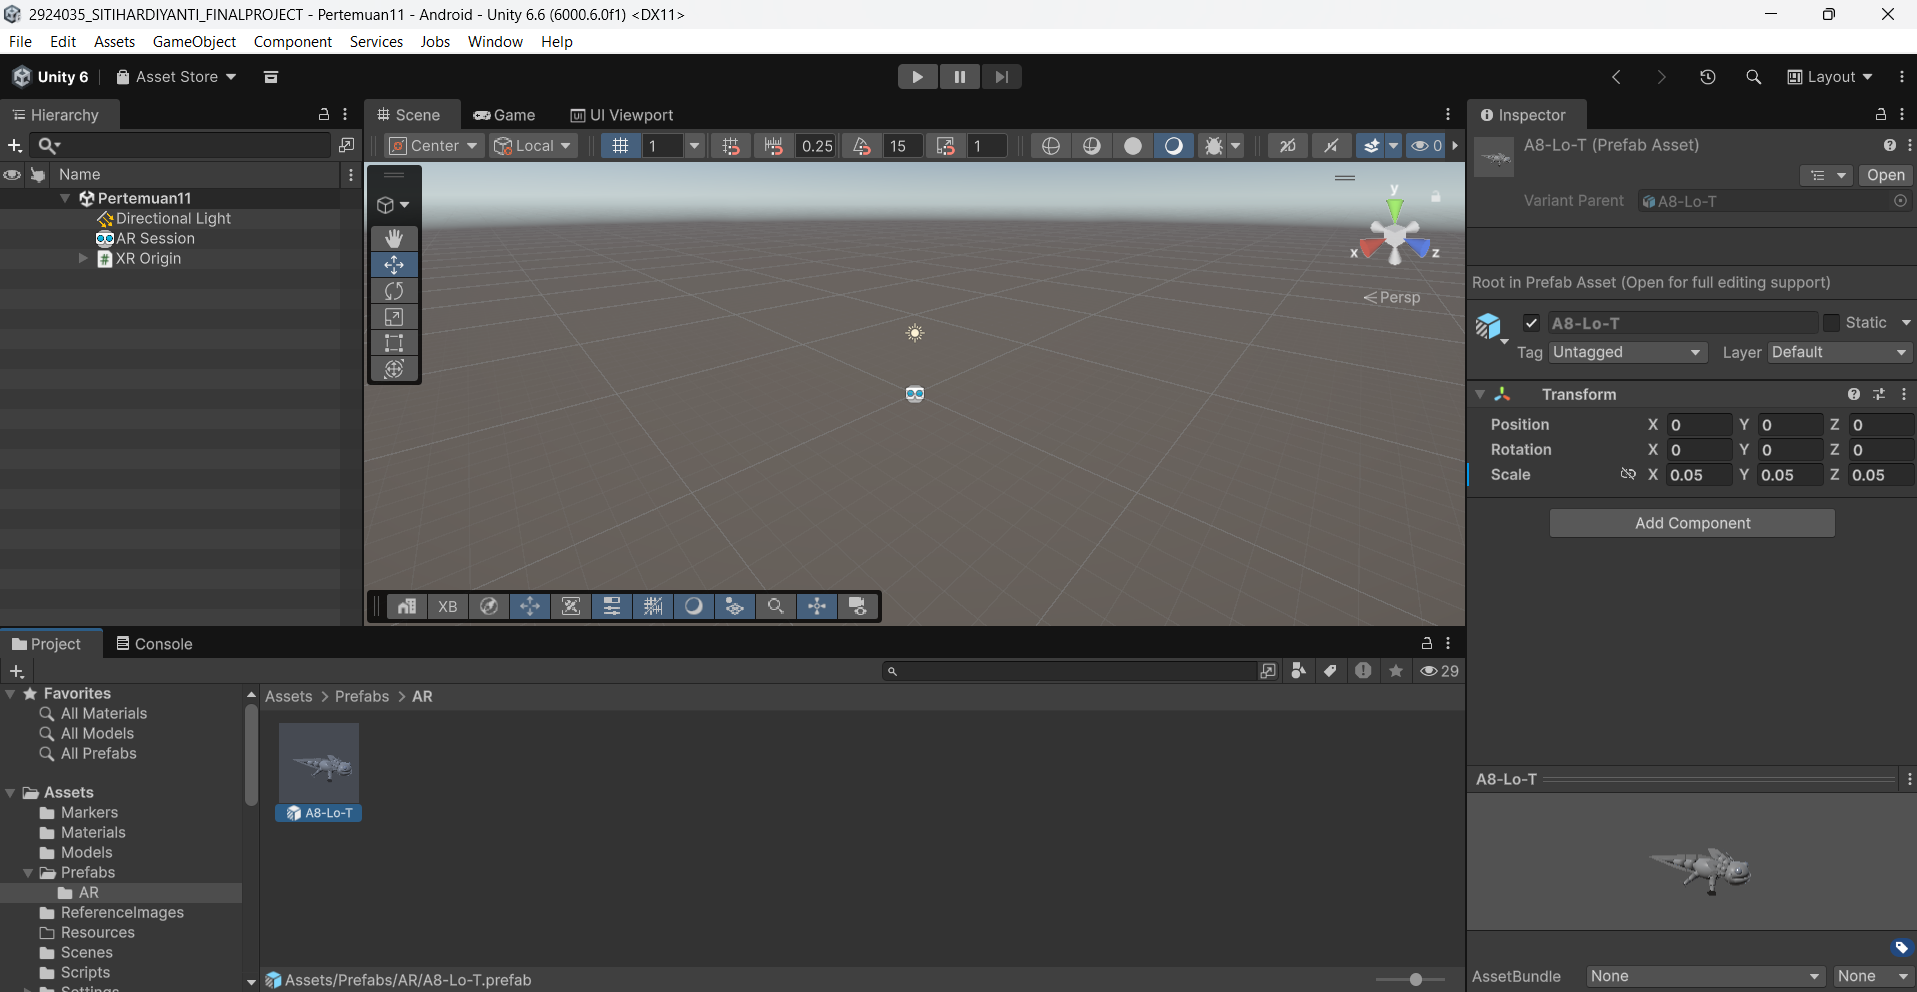 2924035_SITIHARDIYANTI_FINALPROJECT - Pertemuan11 - Android - Unity 6.6 (6000.6.0f1) <DX11>
File Edit Assets GameObject Component Services Jobs Window Help
Unity 6 Asset Store Layout
Hierarchy
Name
Pertemuan11
Directional Light
AR Session
XR Origin
Scene Game UI Viewport
Center Local 1 0.25 15 1 2D 0
y
x z
Persp
XB
Inspector
A8-Lo-T (Prefab Asset)
Open
Variant Parent A8-Lo-T
Root in Prefab Asset (Open for full editing support)
A8-Lo-T Static
Tag Untagged Layer Default
Transform
Position X 0 Y 0 Z 0
Rotation X 0 Y 0 Z 0
Scale X 0.05 Y 0.05 Z 0.05
Add Component
Project Console
29
Favorites
All Materials
All Models
All Prefabs
Assets
Markers
Materials
Models
Prefabs
AR
ReferenceImages
Resources
Scenes
Scripts
Settings
Assets > Prefabs > AR
A8-Lo-T
Assets/Prefabs/AR/A8-Lo-T.prefab
A8-Lo-T
AssetBundle None None